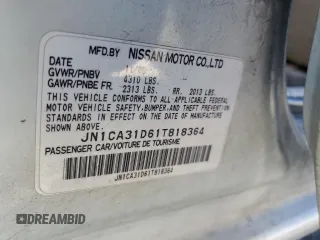 MFD.BY NISSAN MOTOR CO.,LTD
DATE
GVWR/PNBV 4310 LBS.
GAWR/PNBE FR. 2313 LBS. RR. 2013 LBS.
THIS VEHICLE CONFORMS TO ALL APPLICABLE FEDERAL
MOTOR VEHICLE SAFETY, BUMPER, AND THEFT PREVENTION
STANDARDS IN EFFECT ON THE DATE OF MANUFACTURE
SHOWN ABOVE.
JN1CA31D61T818364
PASSENGER CAR/VOITURE DE TOURISME
JN1CA31D61T818364
DREAMBID